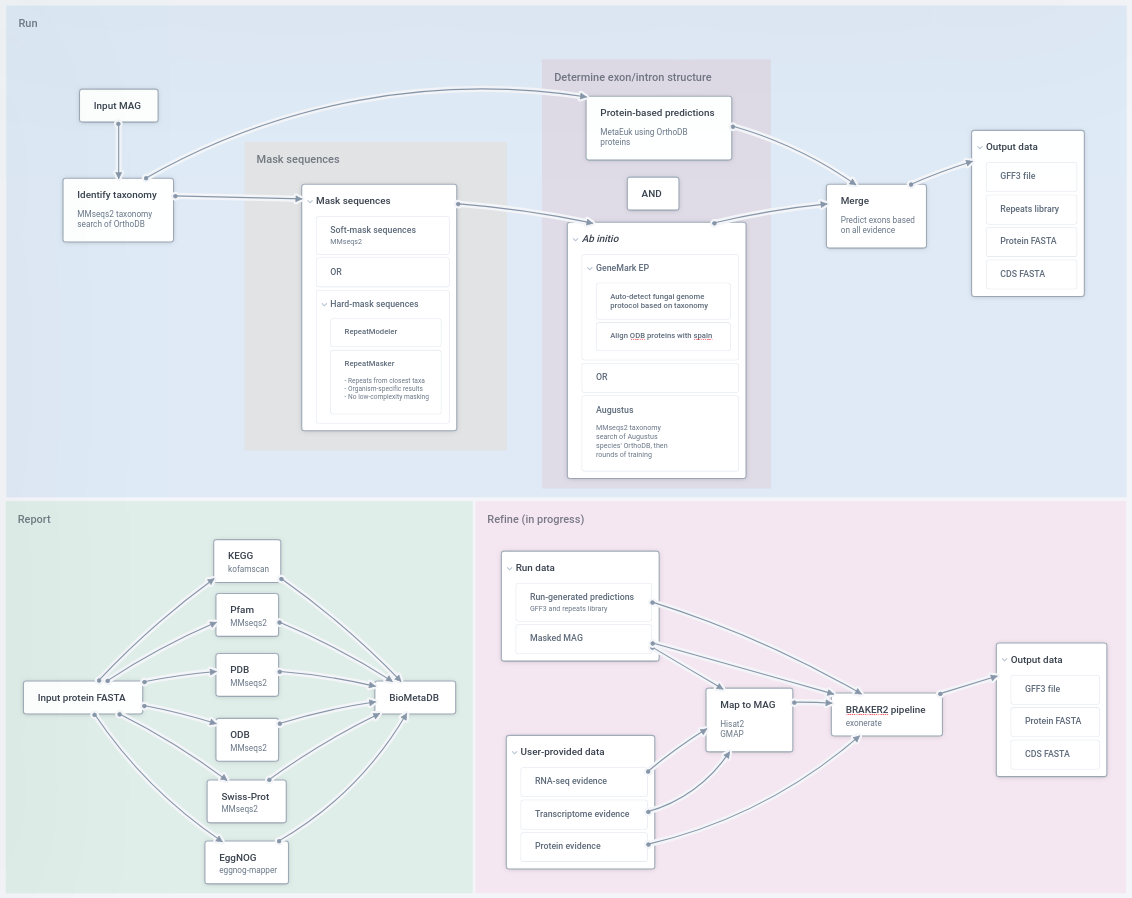 Run
Input MAG
Identify taxonomy
MMseqs2 taxonomy
search of OrthoDB
Mask sequences
Mask sequences
Soft-mask sequences
MMseqs2
OR
Hard-mask sequences
RepeatModeler
RepeatMasker
- Repeats from closest taxa
- Organism-specific results
- No low-complexity masking
Determine exon/intron structure
Protein-based predictions
MetaEuk using OrthoDB
proteins
AND
Ab initio
GeneMark EP
Auto-detect fungal genome
protocol based on taxonomy
Align ODB proteins with spaln
OR
Augustus
MMseqs2 taxonomy
search of Augustus
species' OrthoDB, then
rounds of training
Merge
Predict exons based
on all evidence
Output data
GFF3 file
Repeats library
Protein FASTA
CDS FASTA
Report
Input protein FASTA
KEGG
kofamscan
Pfam
MMseqs2
PDB
MMseqs2
ODB
MMseqs2
Swiss-Prot
MMseqs2
EggNOG
eggnog-mapper
BioMetaDB
Refine (in progress)
Run data
Run-generated predictions
GFF3 and repeats library
Masked MAG
User-provided data
RNA-seq evidence
Transcriptome evidence
Protein evidence
Map to MAG
Hisat2
GMAP
BRAKER2 pipeline
exonerate
Output data
GFF3 file
Protein FASTA
CDS FASTA